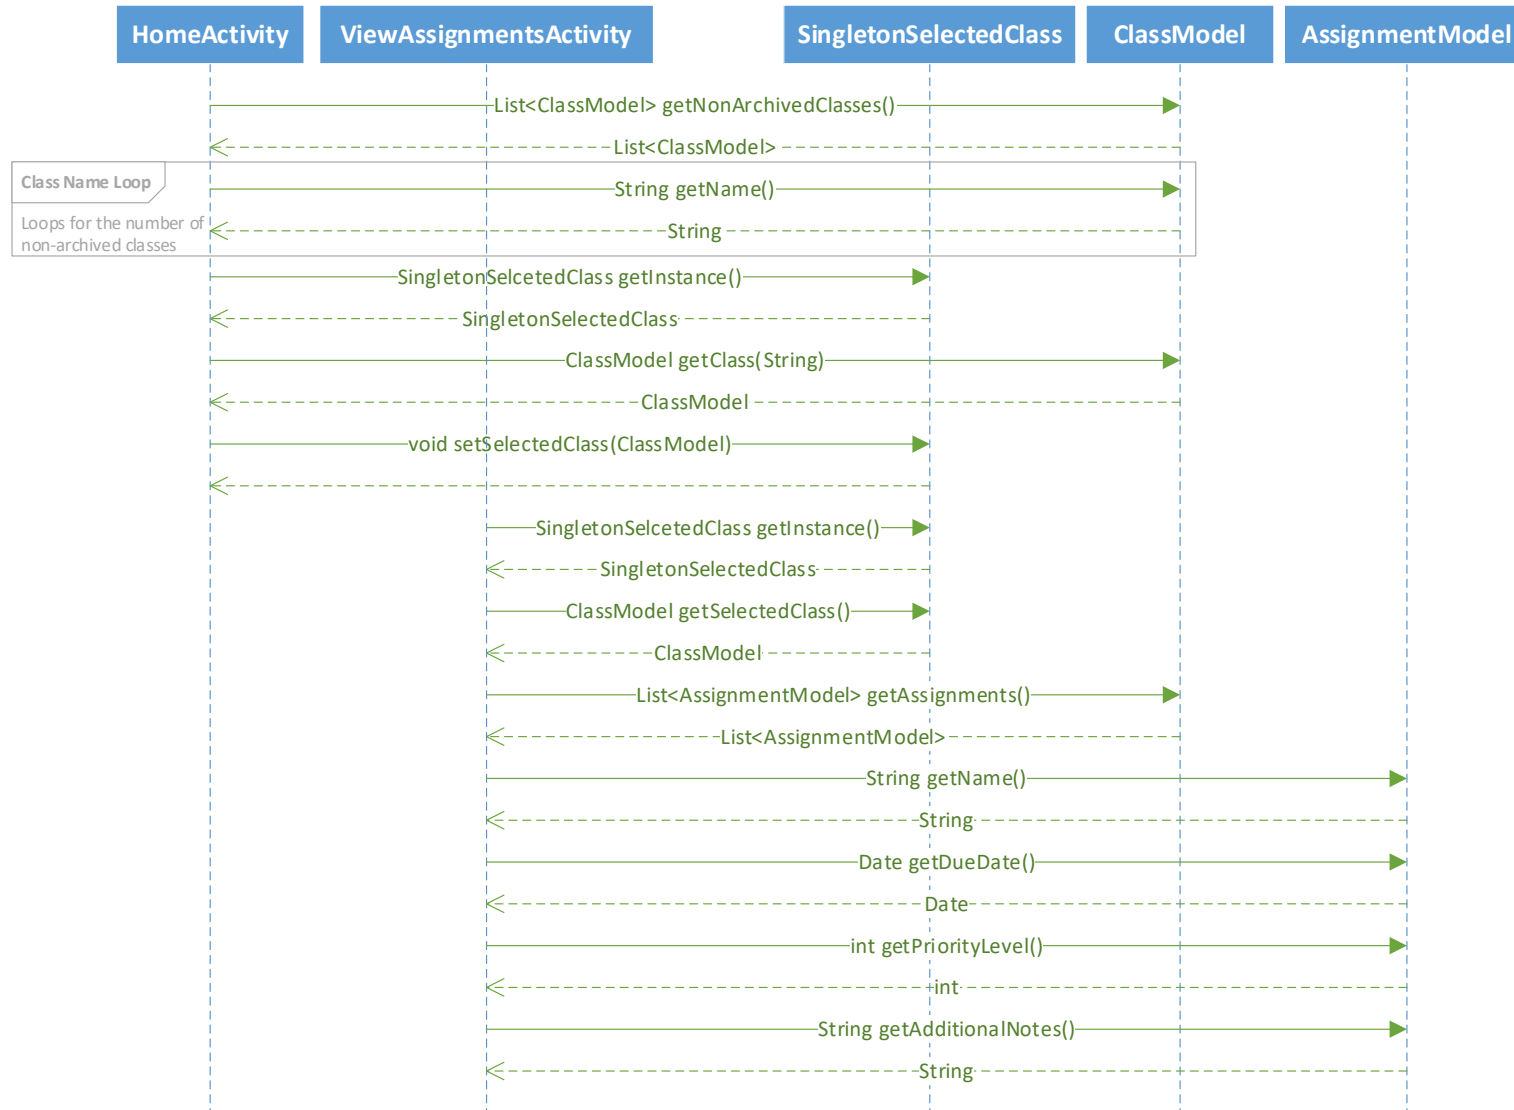 HomeActivity
ViewAssignmentsActivity
SingletonSelectedClass
ClassModel
AssignmentModel
List<ClassModel> getNonArchivedClasses()
List<ClassModel>
Class Name Loop
String getName()
Loops for the number of
non-archived classes
String
SingletonSelcetedClass getInstance()
SingletonSelectedClass
ClassModel getClass(String)
ClassModel
void setSelectedClass(ClassModel)
SingletonSelcetedClass getInstance()
SingletonSelectedClass
ClassModel getSelectedClass()
ClassModel
List<AssignmentModel> getAssignments()
List<AssignmentModel>
String getName()
String
Date getDueDate()
Date
int getPriorityLevel()
int
String getAdditionalNotes()
String